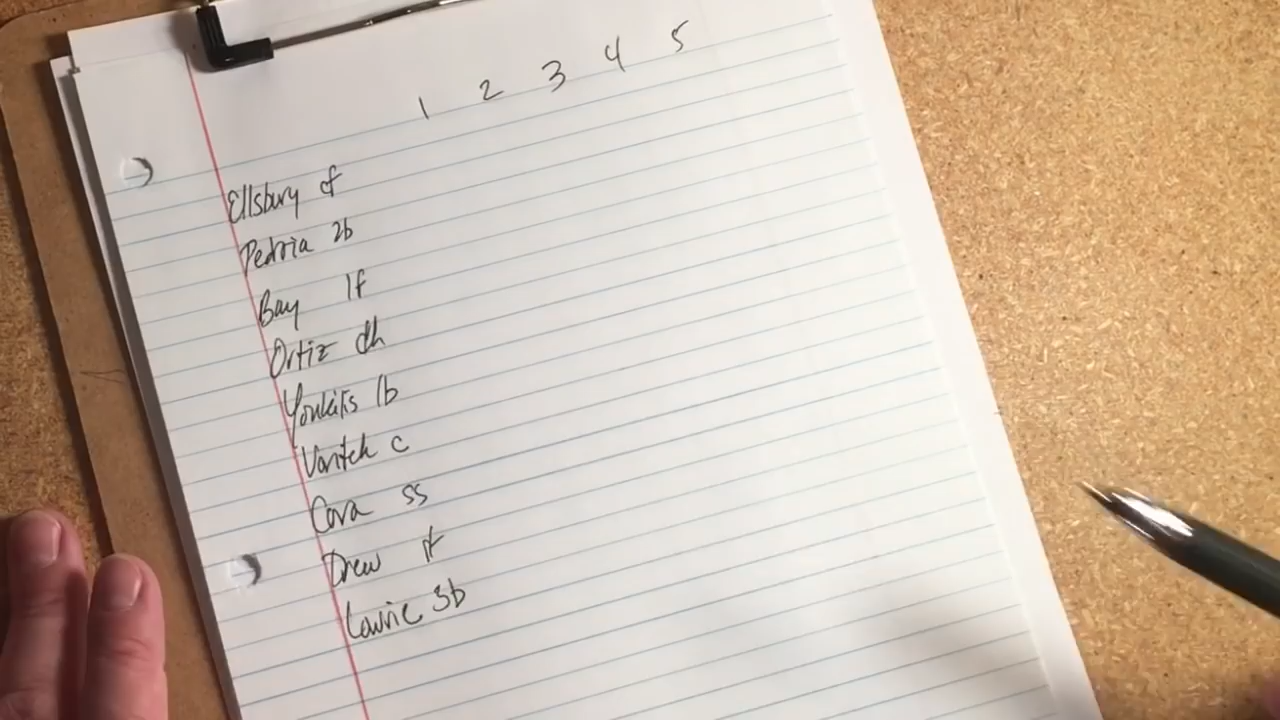 1 2 3 4 5
Ellsbury cf
Pedroia 2b
Bay lf
Ortiz dh
Youkilis 1b
Varitek c
Cora ss
Drew rf
Lowrie 3b